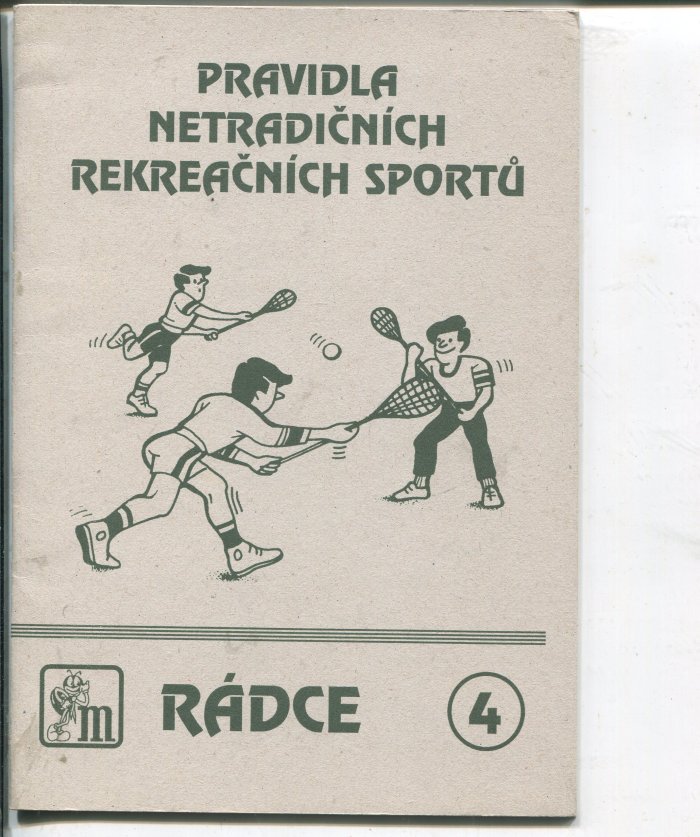 PRAVIDLA
NETRADIČNÍCH
REKREAČNÍCH SPORTŮ
m
RÁDCE
4